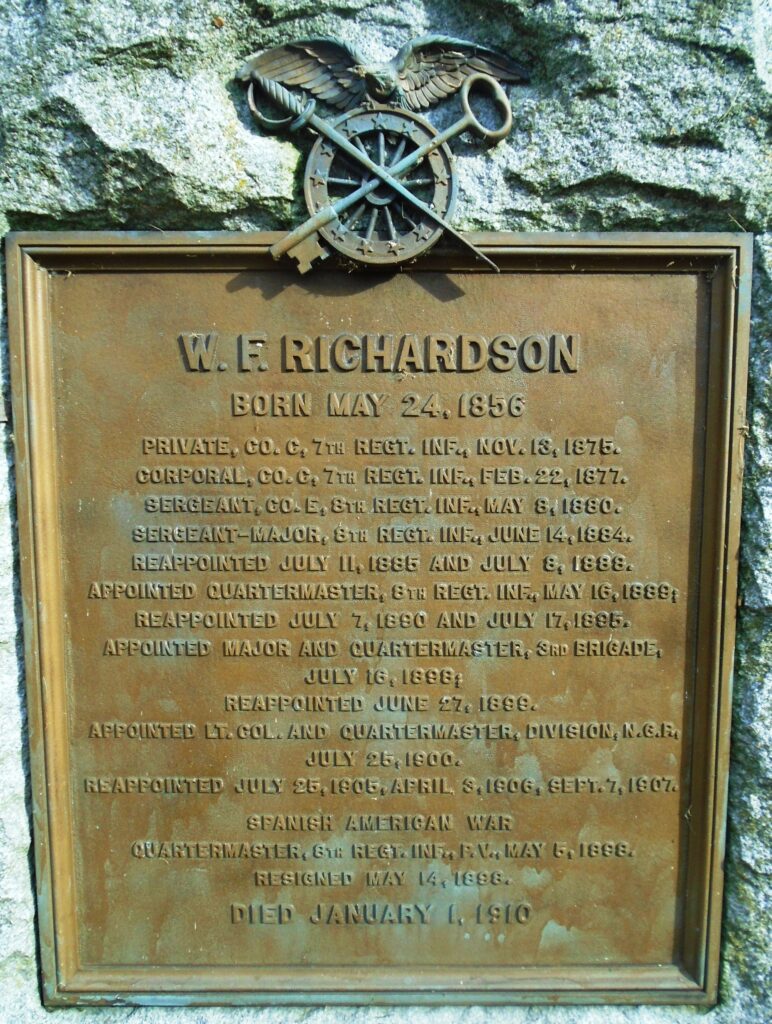 W. F. RICHARDSON
BORN MAY 24, 1856
PRIVATE, CO. C, 7TH REGT. INF., NOV. 13, 1875.
CORPORAL, CO. C, 7TH REGT. INF., FEB. 22, 1877.
SERGEANT, CO. E, 8TH REGT. INF., MAY 8, 1880.
SERGEANT-MAJOR, 8TH REGT. INF., JUNE 14, 1884.
REAPPOINTED JULY 11, 1885 AND JULY 8, 1888.
APPOINTED QUARTERMASTER, 8TH REGT. INF., MAY 16, 1889;
REAPPOINTED JULY 7, 1890 AND JULY 17, 1895.
APPOINTED MAJOR AND QUARTERMASTER, 3RD BRIGADE,
JULY 16, 1898;
REAPPOINTED JUNE 27, 1899.
APPOINTED LT. COL. AND QUARTERMASTER, DIVISION, N.G.P.,
JULY 25, 1900.
REAPPOINTED JULY 25, 1905, APRIL 3, 1906, SEPT. 7, 1907.
SPANISH AMERICAN WAR
QUARTERMASTER, 8TH REGT. INF., P.V., MAY 5, 1898.
RESIGNED MAY 14, 1898.
DIED JANUARY 1, 1910